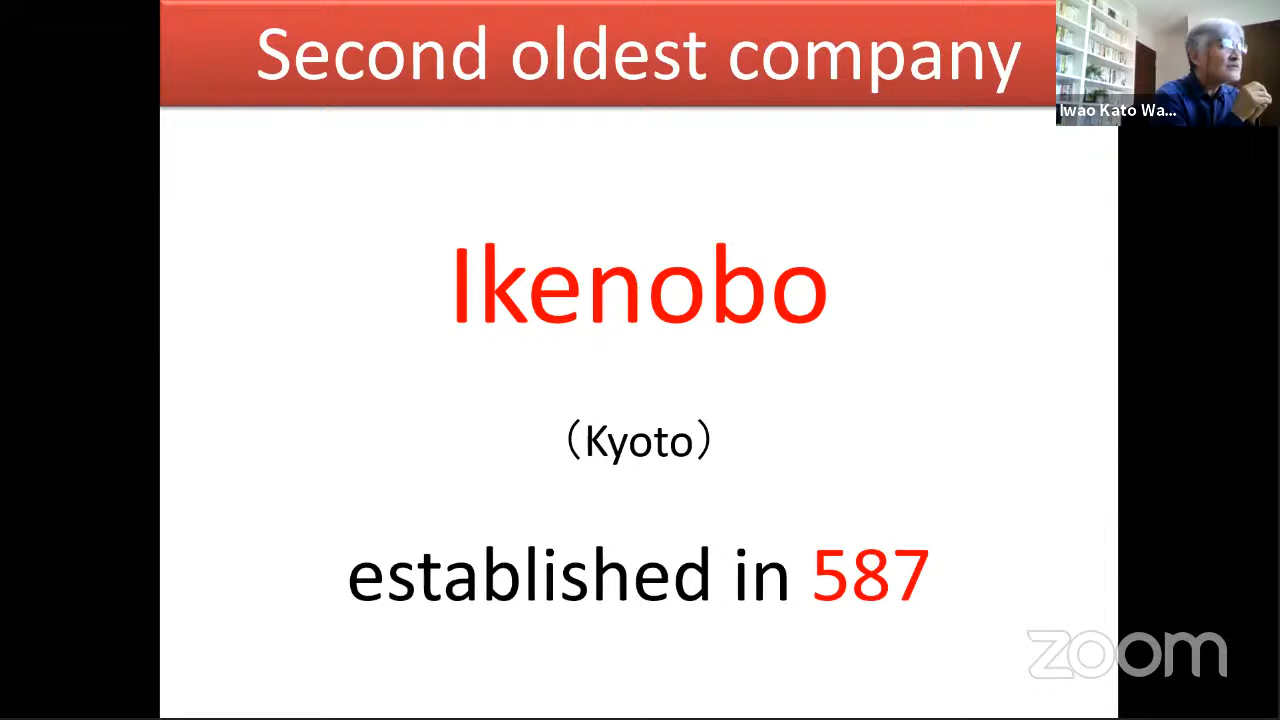 Second oldest company
Iwao Kato Wa...
Ikenobo
（Kyoto）
established in 587
zoom